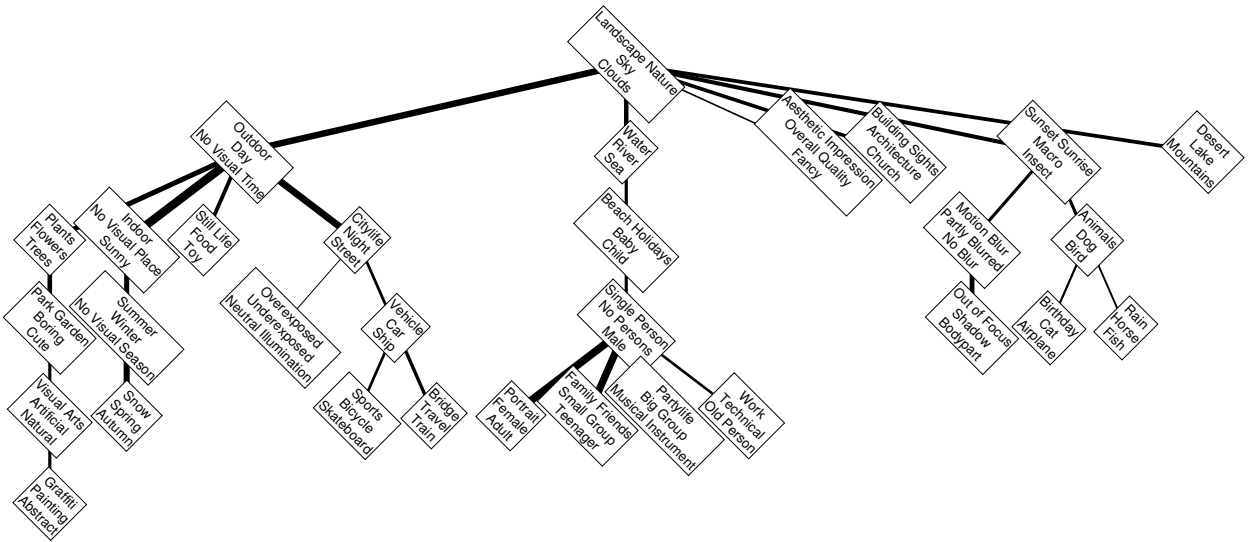 Landscape Nature
Sky
Clouds
Outdoor
Day
No Visual Time
Water
River
Sea
Aesthetic Impression
Overall Quality
Fancy
Building Sights
Architecture
Church
Sunset Sunrise
Macro
Insect
Desert
Lake
Mountains
Plants
Flowers
Trees
Indoor
No Visual Place
Sunny
Still Life
Food
Toy
Citylife
Night
Street
Beach Holidays
Baby
Child
Motion Blur
Partly Blurred
No Blur
Animals
Dog
Bird
Park Garden
Boring
Cute
Summer
Winter
No Visual Season
Overexposed
Underexposed
Neutral Illumination
Vehicle
Car
Ship
Single Person
No Persons
Male
Out of Focus
Shadow
Bodypart
Birthday
Cat
Airplane
Rain
Horse
Fish
Visual Arts
Artificial
Natural
Snow
Spring
Autumn
Sports
Bicycle
Skateboard
Bridge
Travel
Train
Portrait
Female
Adult
Family Friends
Small Group
Teenager
Partylife
Big Group
Musical Instrument
Work
Technical
Old Person
Graffiti
Painting
Abstract